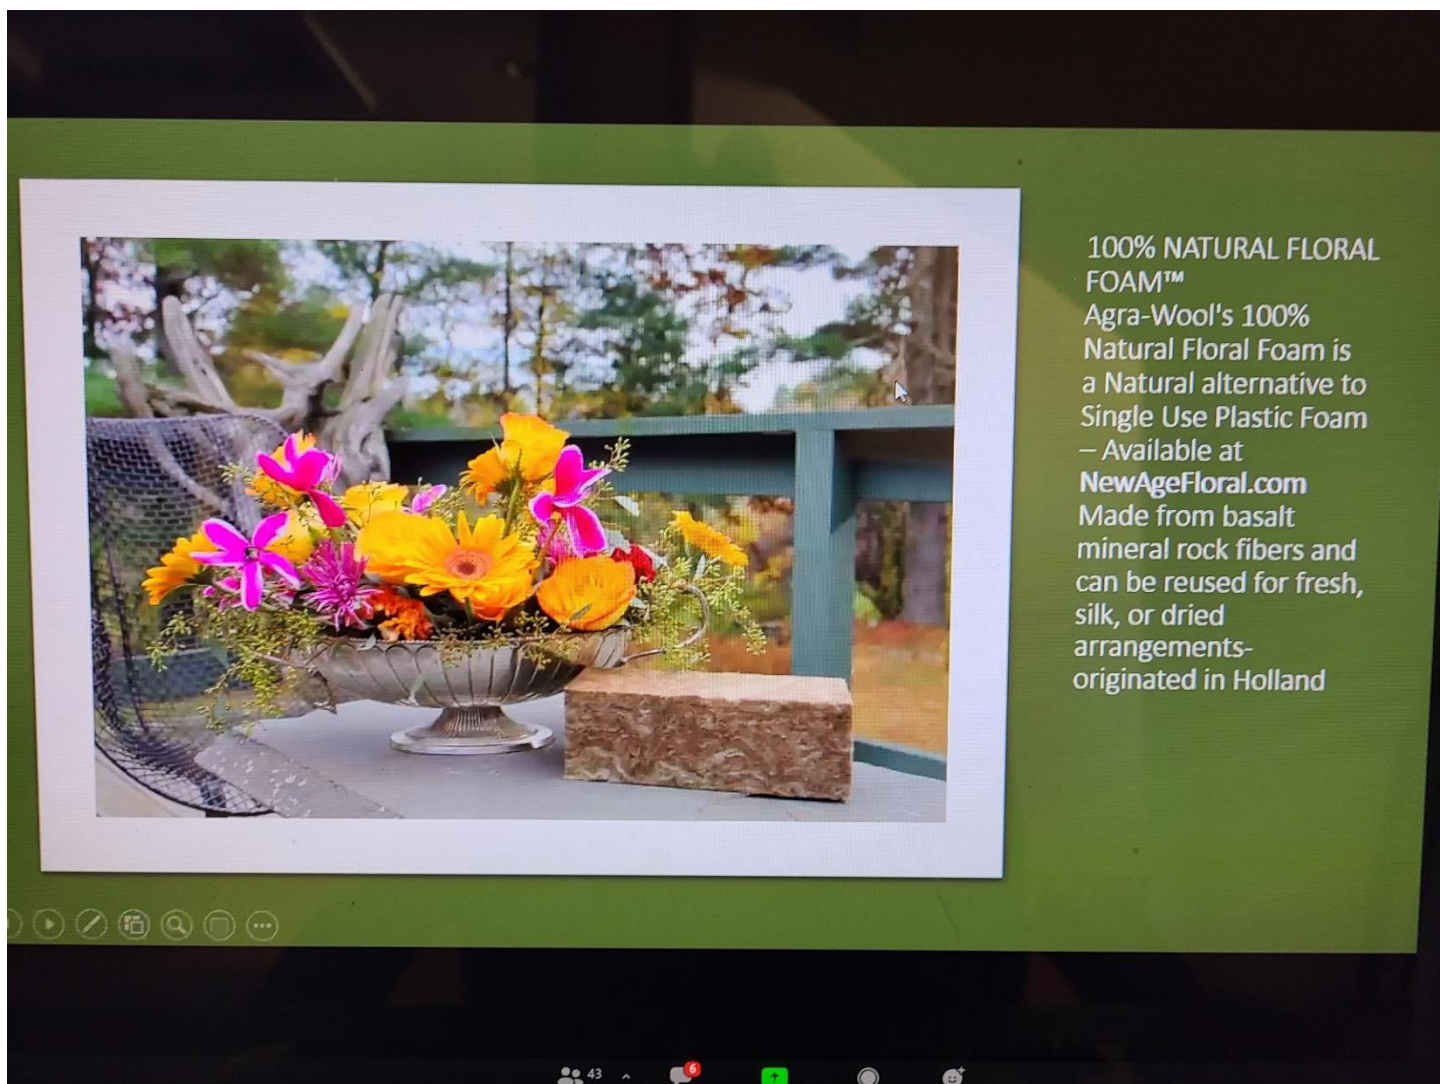 100% NATURAL FLORAL
FOAM™
Agra-Wool's 100%
Natural Floral Foam is
a Natural alternative to
Single Use Plastic Foam
– Available at
NewAgeFloral.com
Made from basalt
mineral rock fibers and
can be reused for fresh,
silk, or dried
arrangements-
originated in Holland
43
6